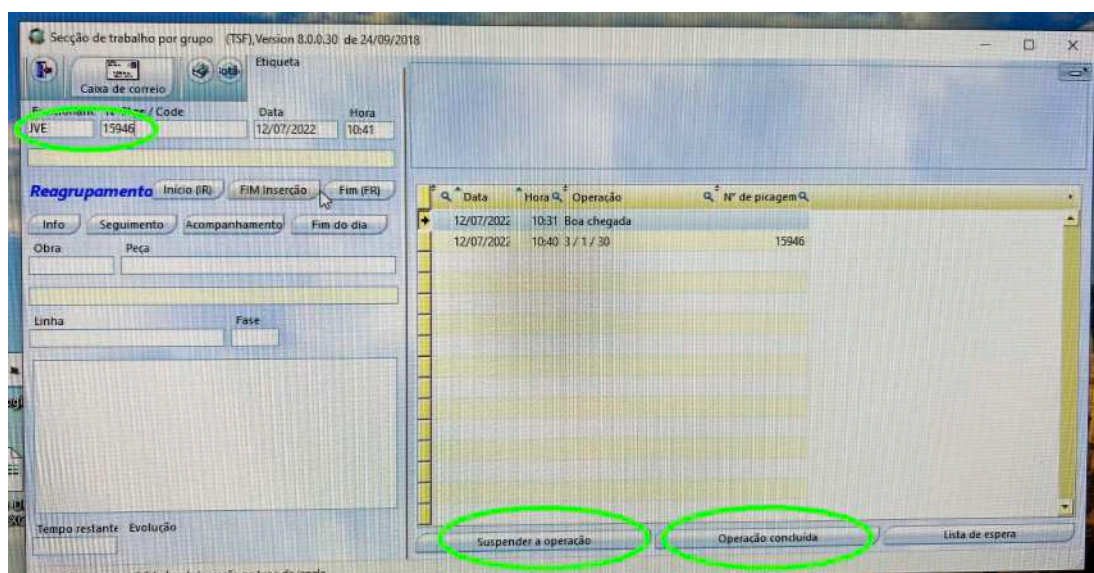 Secção de trabalho por grupo (TSF),Version 8.0.0.30 de 24/09/2018
Etiqueta
Caixa de correio
/ Code Data Hora
JVE 15946 12/07/2022 10:41
Reagrupamento Início (IR) FIM Inserção Fim (FR)
Info Seguimento Acompanhamento Fim do dia
Obra Peça
Linha Fase
Tempo restante Evolução
Data Hora Operação Nº de picagem
12/07/2022 10:31 Boa chegada
12/07/2022 10:40 3 / 1 / 30 15946
Suspender a operação Operação concluída Lista de espera